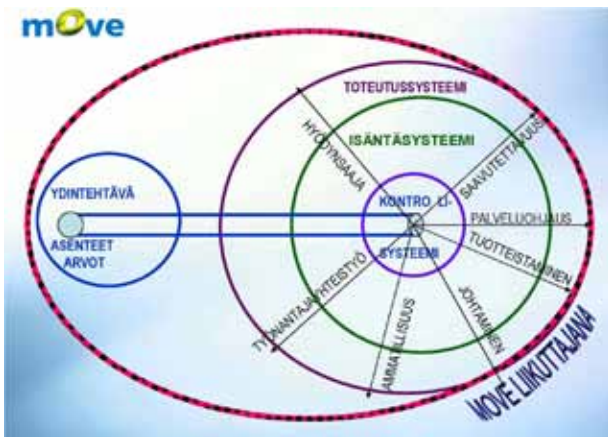 move
TOTEUTUSSYSTEEMI
ISÄNTÄSYSTEEMI
HYÖDYNSAAJA
SAAVUTETTAVUUS
YDINTEHTÄVÄ
KONTROLLI-
PALVELUOHJAUS
ASENTEET
ARVOT
SYSTEEMI
TUOTTEISTAMINEN
TYÖNANTAJAYHTEISTYÖ
AMMATILLISUUS
JOHTAMINEN
MOVE LIIKUTTAJANA